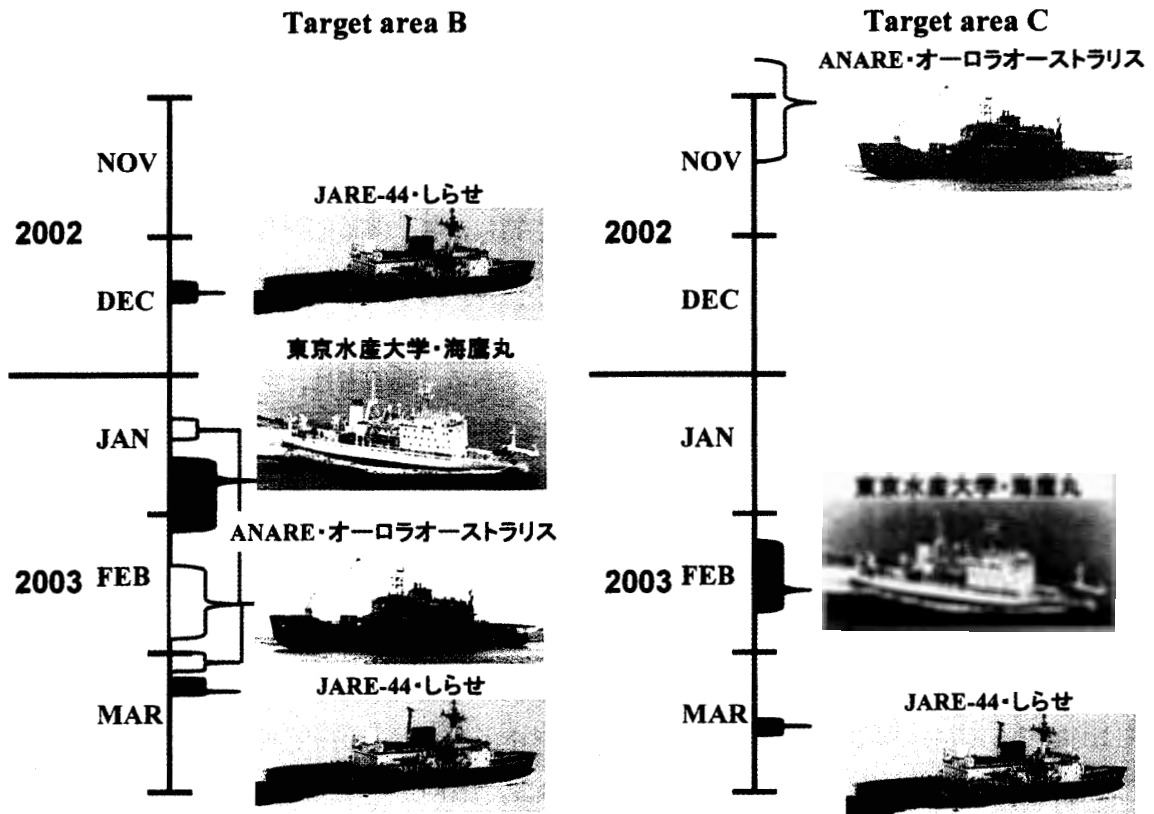 Target area B
NOV
JARE-44・しらせ
2002
DEC
東京水産大学・海鷹丸
JAN
ANARE・オーロラオーストラリス
2003
FEB
JARE-44・しらせ
MAR
Target area C
ANARE・オーロラオーストラリス
NOV
2002
DEC
JAN
東京水産大学・海鷹丸
2003
FEB
JARE-44・しらせ
MAR